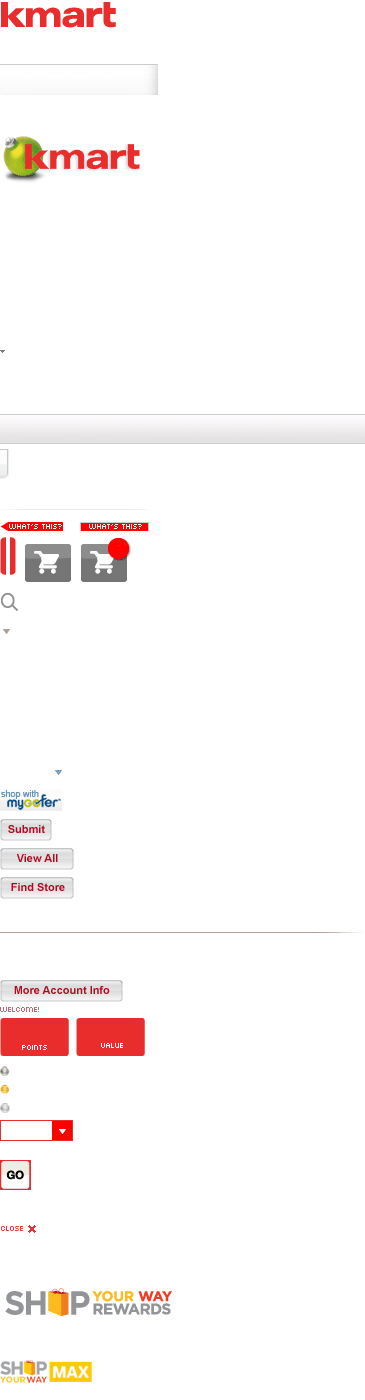 kmart
kmart
WHAT'S THIS? WHAT'S THIS?
shop with
mygofer
Submit
View All
Find Store
More Account Info
WELCOME!
POINTS VALUE
GO
CLOSE
SHOP YOUR WAY
REWARDS
SHOP
YOUR WAY MAX